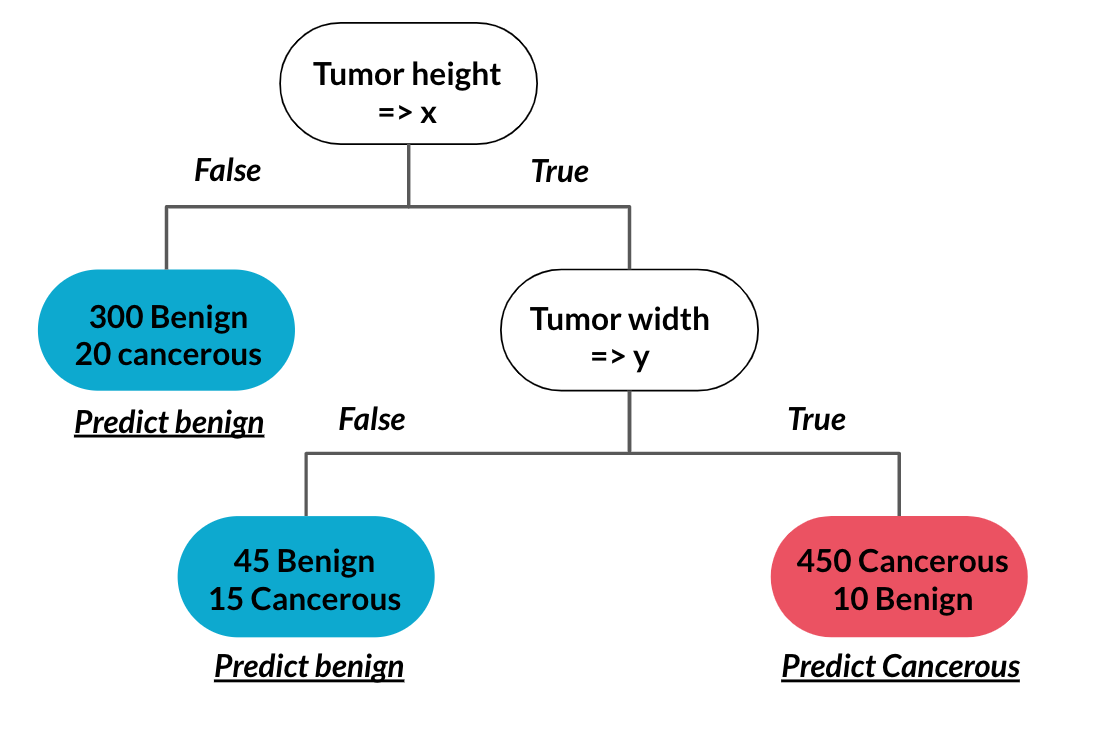 Tumor height
=> x
False
True
300 Benign
20 cancerous
Predict benign
Tumor width
=> y
False
True
45 Benign
15 Cancerous
Predict benign
450 Cancerous
10 Benign
Predict Cancerous